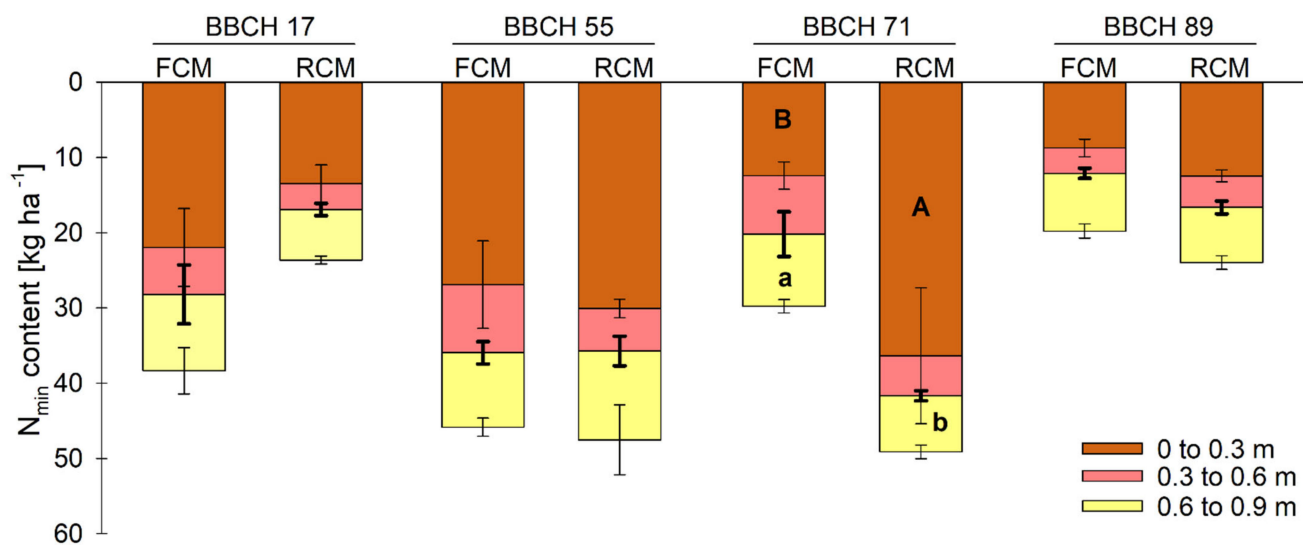 BBCH 17 BBCH 55 BBCH 71 BBCH 89
FCM RCM FCM RCM FCM RCM FCM RCM
0
10
20
30
40
50
60
Nmin content [kg ha -1]
B
A
a
b
0 to 0.3 m
0.3 to 0.6 m
0.6 to 0.9 m